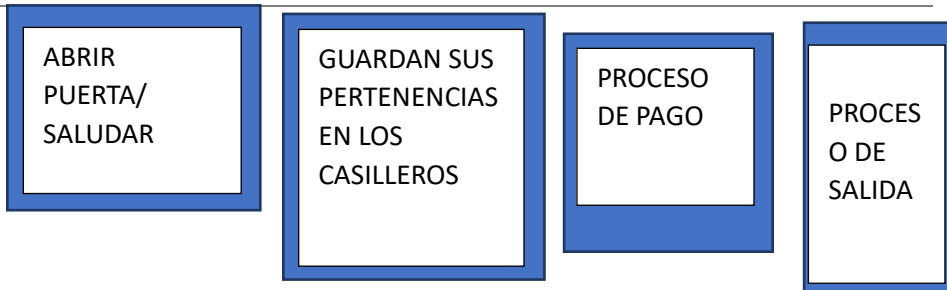 ABRIR
PUERTA/
SALUDAR
GUARDAN SUS
PERTENENCIAS
EN LOS
CASILLEROS
PROCESO
DE PAGO
PROCES
O DE
SALIDA